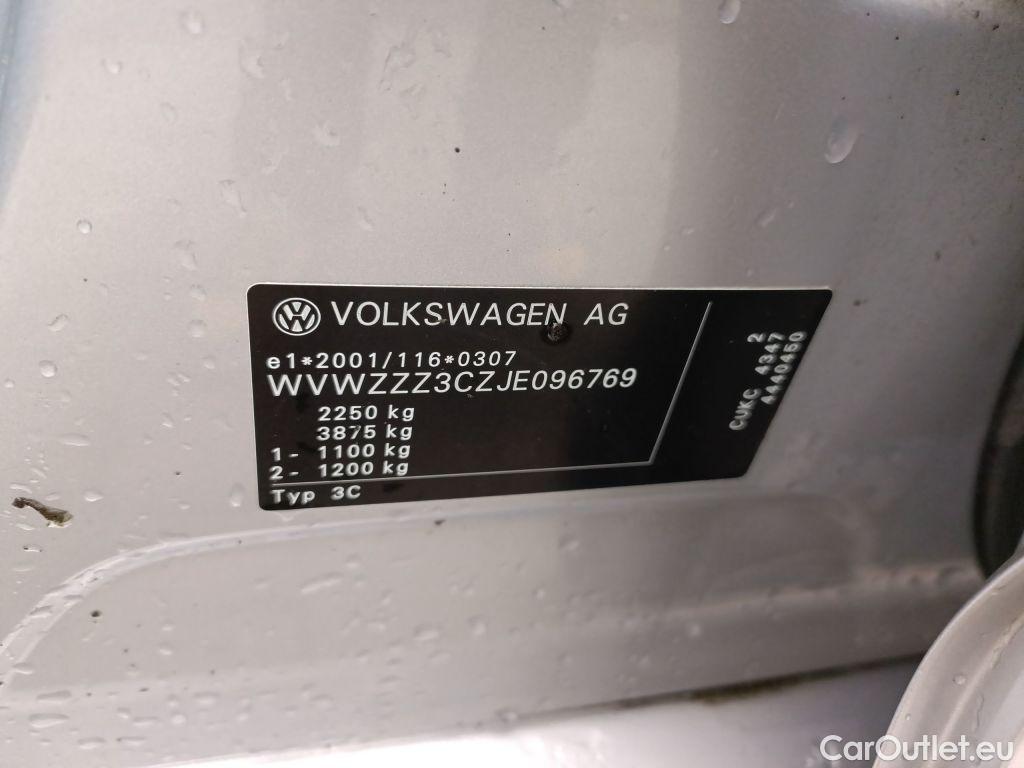 VOLKSWAGEN AG
e1*2001/116*0307
WVWZZZ3CZJE096769
2250 kg
3875 kg
1- 1100 kg
2- 1200 kg
Typ 3C
2
CUKC 4347
A440450
CarOutlet.eu